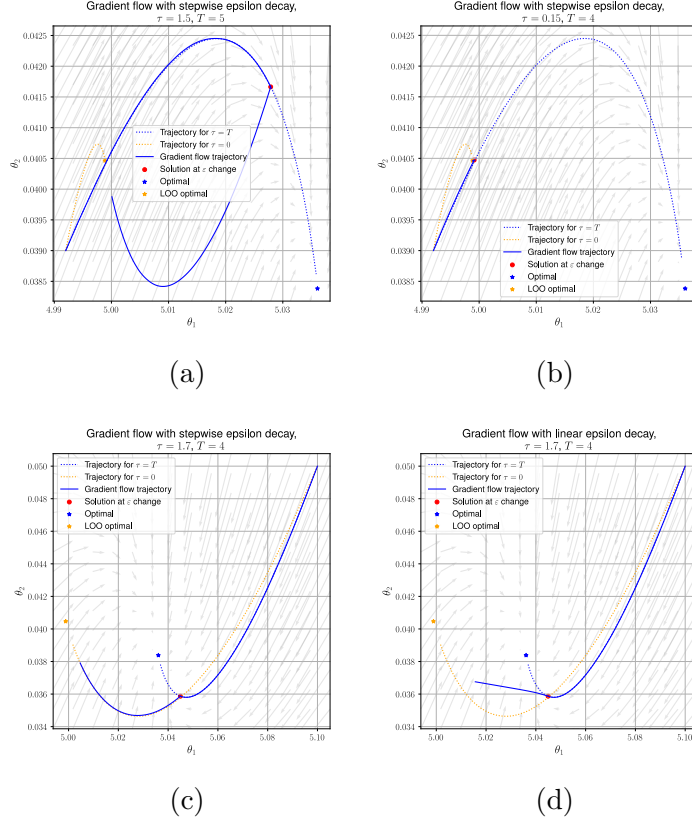 Gradient flow with stepwise epsilon decay,
τ = 1.5, T = 5
0.0425
0.0420
0.0415
0.0410
0.0405
0.0400
0.0395
0.0390
0.0385
θ₂
Trajectory for τ = T
Trajectory for τ = 0
Gradient flow trajectory
Solution at ε change
Optimal
LOO optimal
4.99 5.00 5.01 5.02 5.03
θ₁
(a)
Gradient flow with stepwise epsilon decay,
τ = 0.15, T = 4
0.0425
0.0420
0.0415
0.0410
0.0405
0.0400
0.0395
0.0390
0.0385
θ₂
Trajectory for τ = T
Trajectory for τ = 0
Gradient flow trajectory
Solution at ε change
Optimal
LOO optimal
4.99 5.00 5.01 5.02 5.03
θ₁
(b)
Gradient flow with stepwise epsilon decay,
τ = 1.7, T = 4
0.050
0.048
0.046
0.044
0.042
0.040
0.038
0.036
0.034
θ₂
Trajectory for τ = T
Trajectory for τ = 0
Gradient flow trajectory
Solution at ε change
Optimal
LOO optimal
5.00 5.02 5.04 5.06 5.08 5.10
θ₁
(c)
Gradient flow with linear epsilon decay,
τ = 1.7, T = 4
0.050
0.048
0.046
0.044
0.042
0.040
0.038
0.036
0.034
θ₂
Trajectory for τ = T
Trajectory for τ = 0
Gradient flow trajectory
Solution at ε change
Optimal
LOO optimal
5.00 5.02 5.04 5.06 5.08 5.10
θ₁
(d)